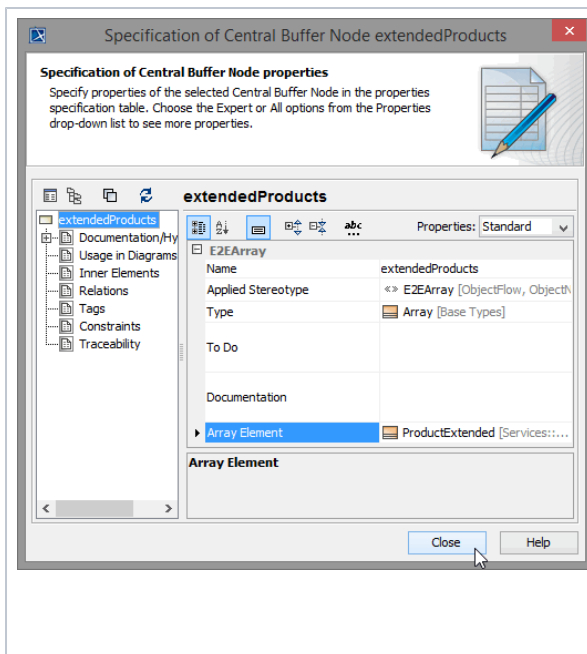 Specification of Central Buffer Node extendedProducts
Specification of Central Buffer Node properties
Specify properties of the selected Central Buffer Node in the properties
specification table. Choose the Expert or All options from the Properties
drop-down list to see more properties.
extendedProducts
extendedProducts
Documentation/Hy
Usage in Diagrams
Inner Elements
Relations
Tags
Constraints
Traceability
abc
Properties: Standard
E2EArray
Name extendedProducts
Applied Stereotype «» E2EArray [ObjectFlow, ObjectN
Type Array [Base Types]
To Do
Documentation
Array Element ProductExtended [Services::...
Array Element
Close Help